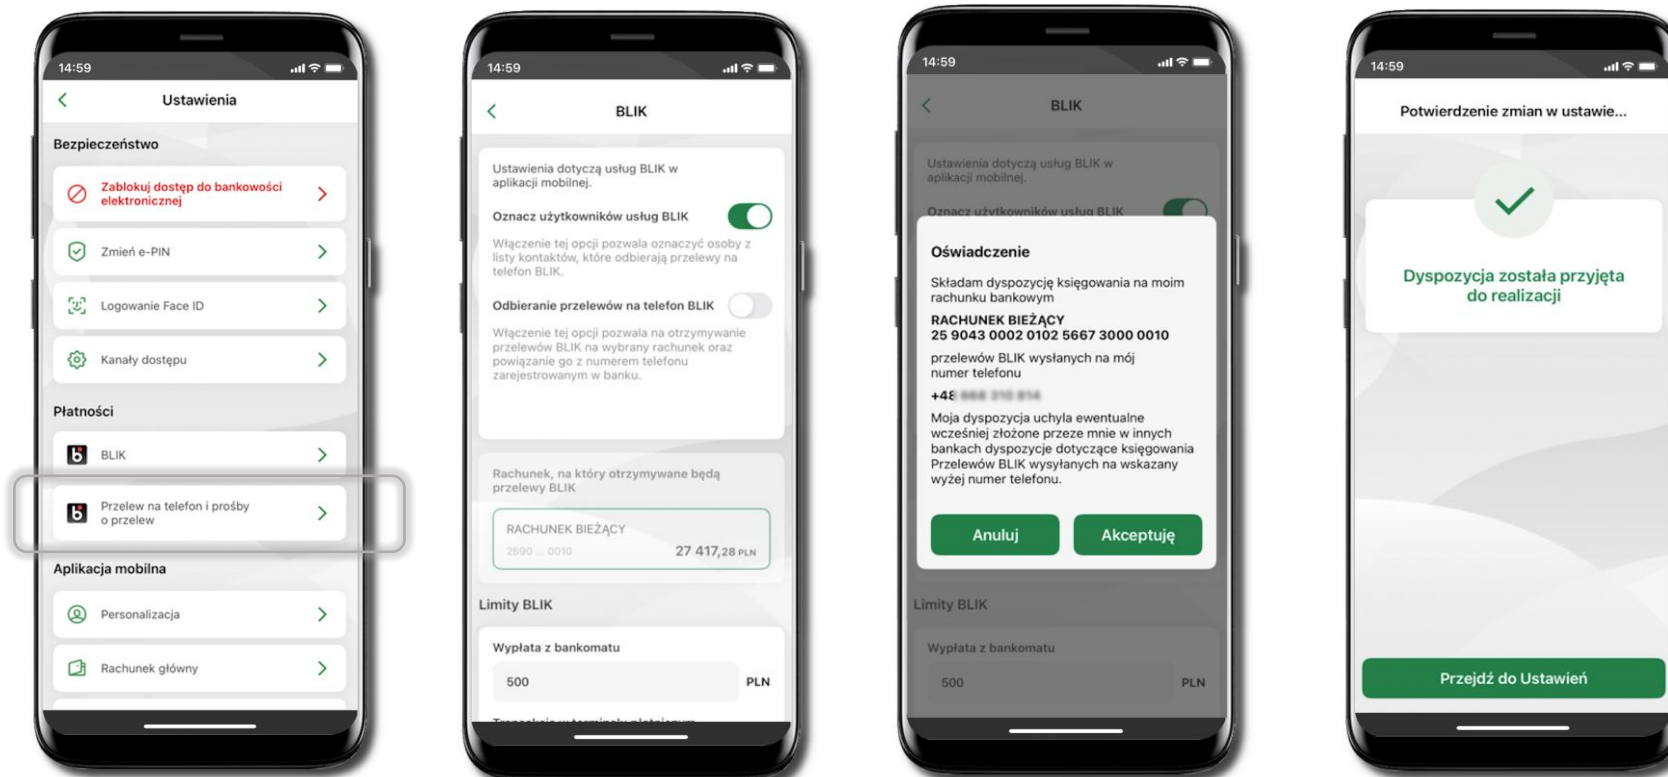 14:59
Ustawienia
Bezpieczeństwo
Zablokuj dostęp do bankowości
elektronicznej
Zmień e-PIN
Logowanie Face ID
Kanały dostępu
Płatności
BLIK
Przelew na telefon i prośby
o przelew
Aplikacja mobilna
Personalizacja
Rachunek główny
14:59
BLIK
Ustawienia dotyczą usług BLIK w
aplikacji mobilnej.
Oznacz użytkowników usług BLIK
Włączenie tej opcji pozwala oznaczyć osoby z
listy kontaktów, które odbierają przelewy na
telefon BLIK.
Odbieranie przelewów na telefon BLIK
Włączenie tej opcji pozwala na otrzymywanie
przelewów BLIK na wybrany rachunek oraz
powiązanie go z numerem telefonu
zarejestrowanym w banku.
Rachunek, na który otrzymywane będą
przelewy BLIK
RACHUNEK BIEŻĄCY
2590 ... 0010 27 417,28 PLN
Limity BLIK
Wypłata z bankomatu
500 PLN
14:59
BLIK
Ustawienia dotyczą usług BLIK w
aplikacji mobilnej.
Oznacz użytkowników usług BLIK
Oświadczenie
Składam dyspozycję księgowania na moim
rachunku bankowym
RACHUNEK BIEŻĄCY
25 9043 0002 0102 5667 3000 0010
przelewów BLIK wysłanych na mój
numer telefonu
+48
Moja dyspozycja uchyla ewentualne
wcześniej złożone przeze mnie w innych
bankach dyspozycje dotyczące księgowania
Przelewów BLIK wysyłanych na wskazany
wyżej numer telefonu.
Anuluj Akceptuję
Limity BLIK
Wypłata z bankomatu
500 PLN
14:59
Potwierdzenie zmian w ustawie...
Dyspozycja została przyjęta
do realizacji
Przejdź do Ustawień